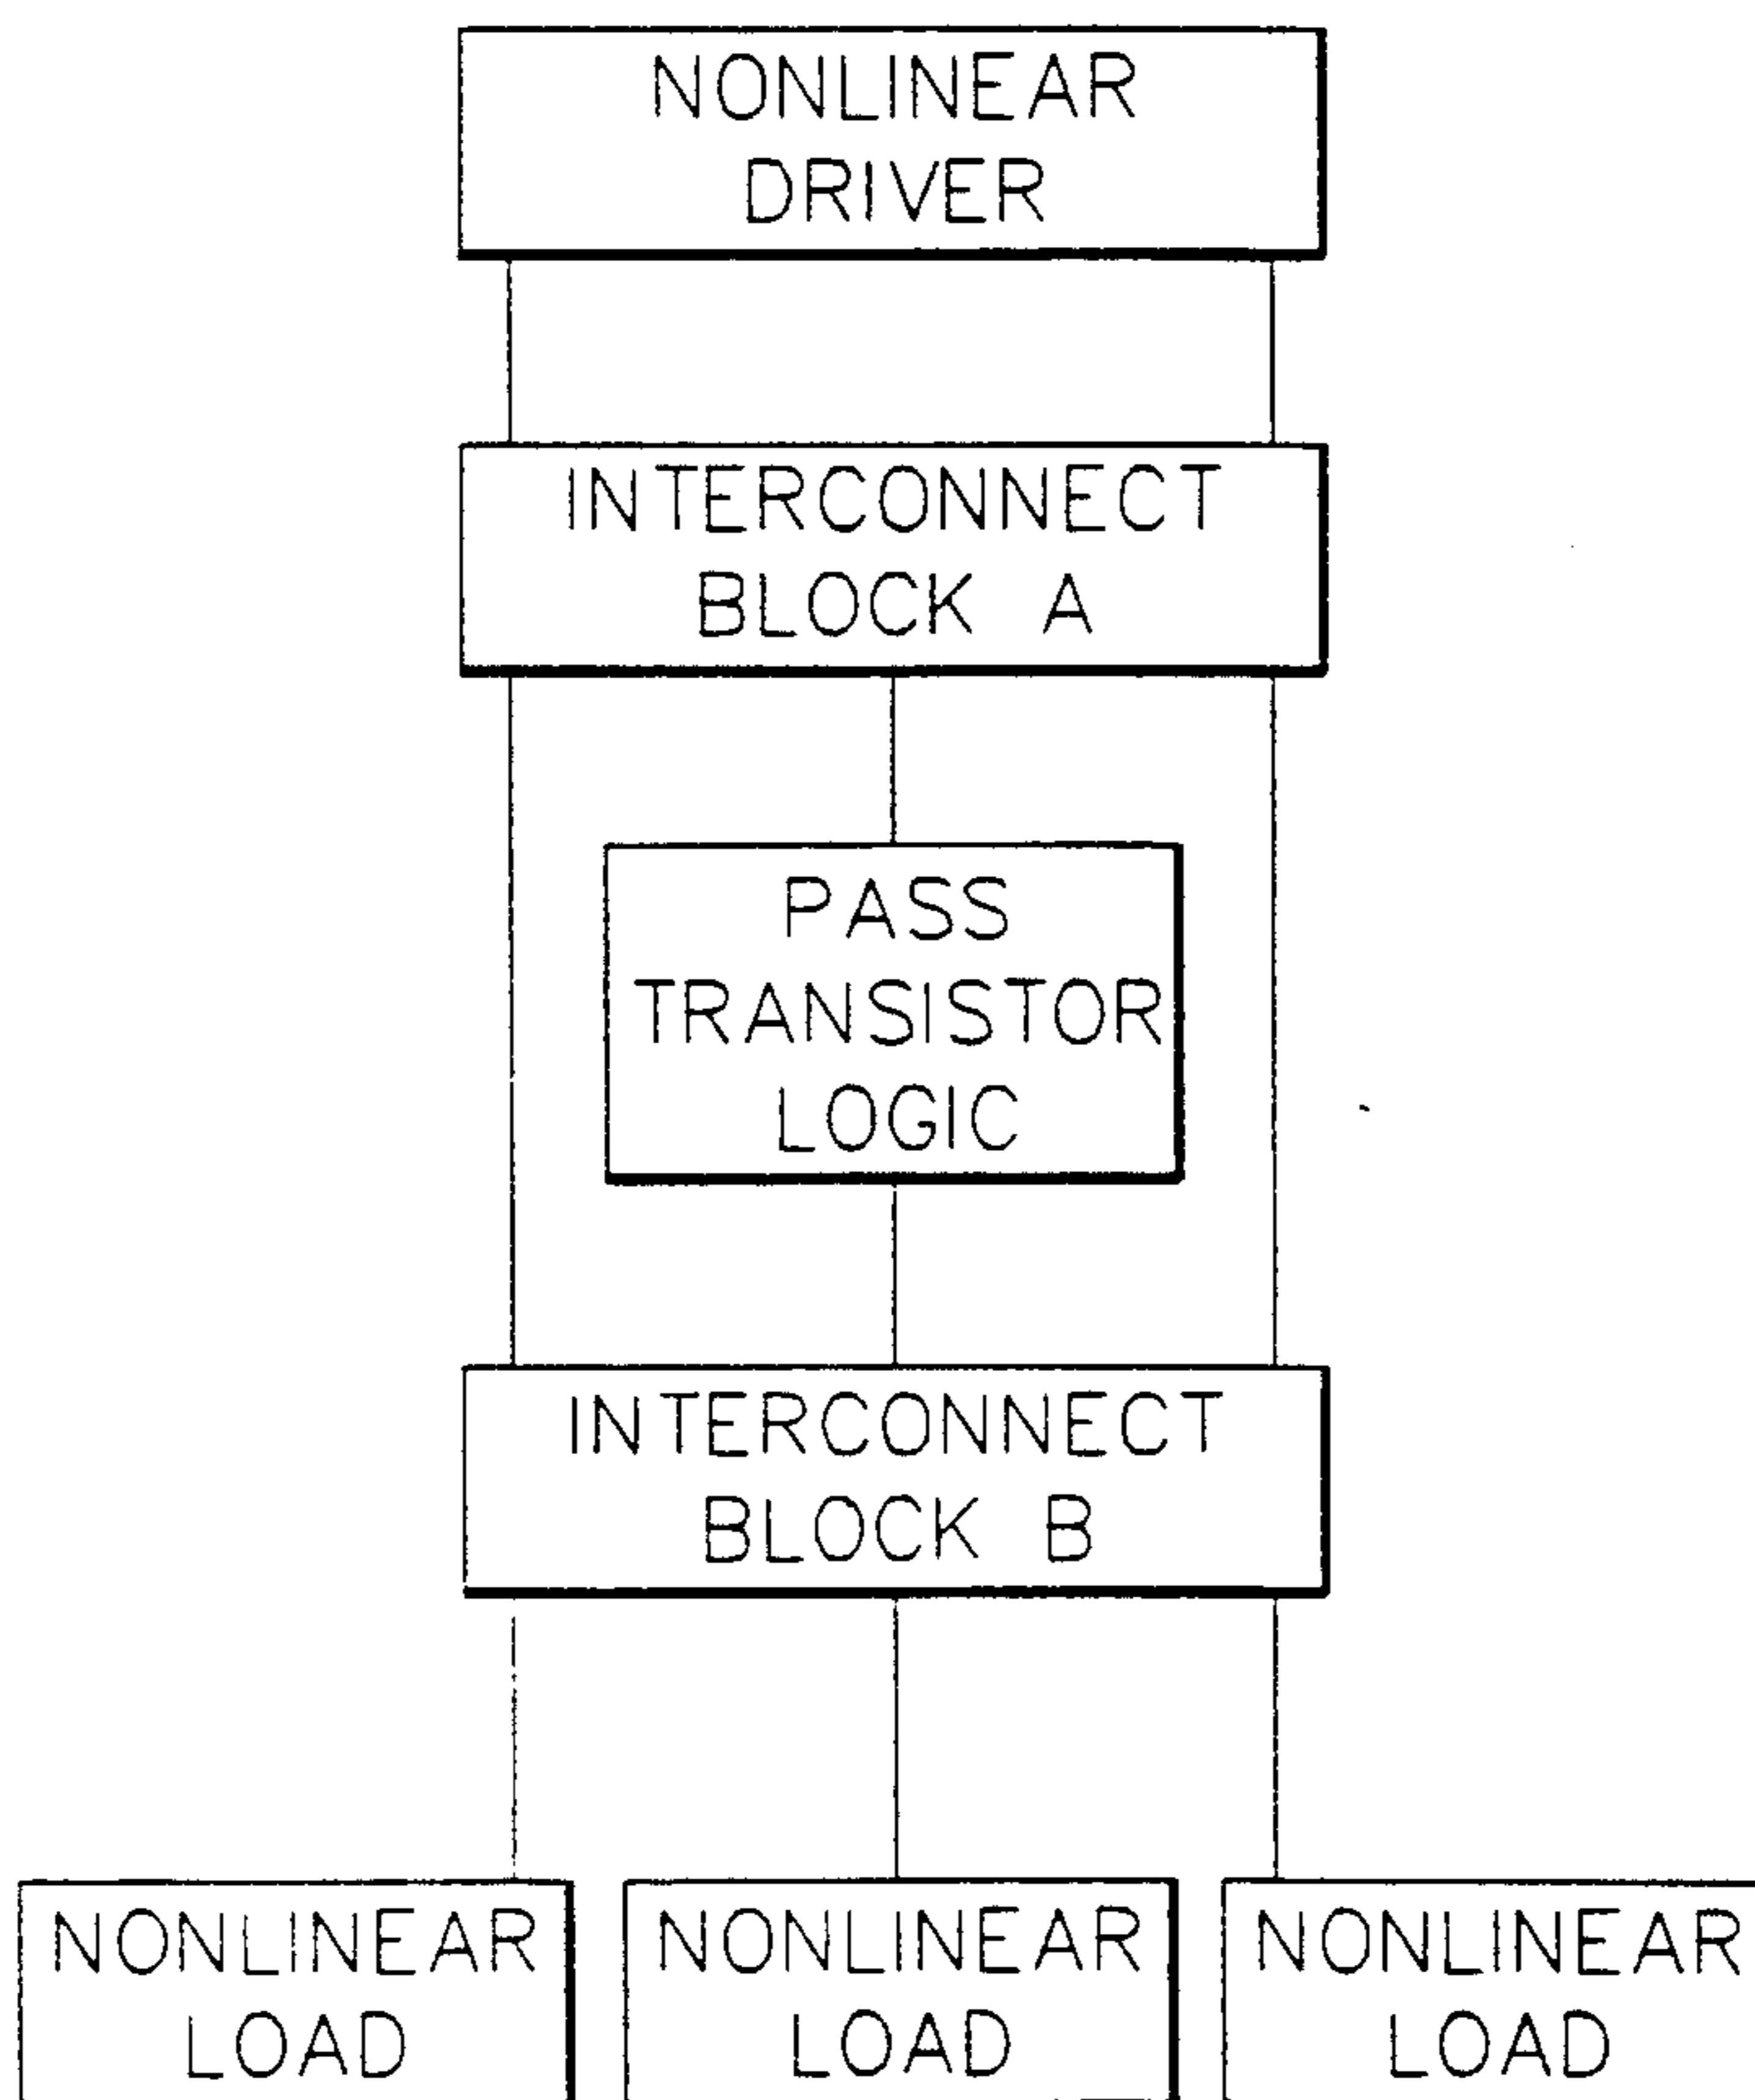 NONLINEAR
DRIVER
INTERCONNECT
BLOCK A
PASS
TRANSISTOR
LOGIC
INTERCONNECT
BLOCK B
NONLINEAR
LOAD
NONLINEAR
LOAD
NONLINEAR
LOAD